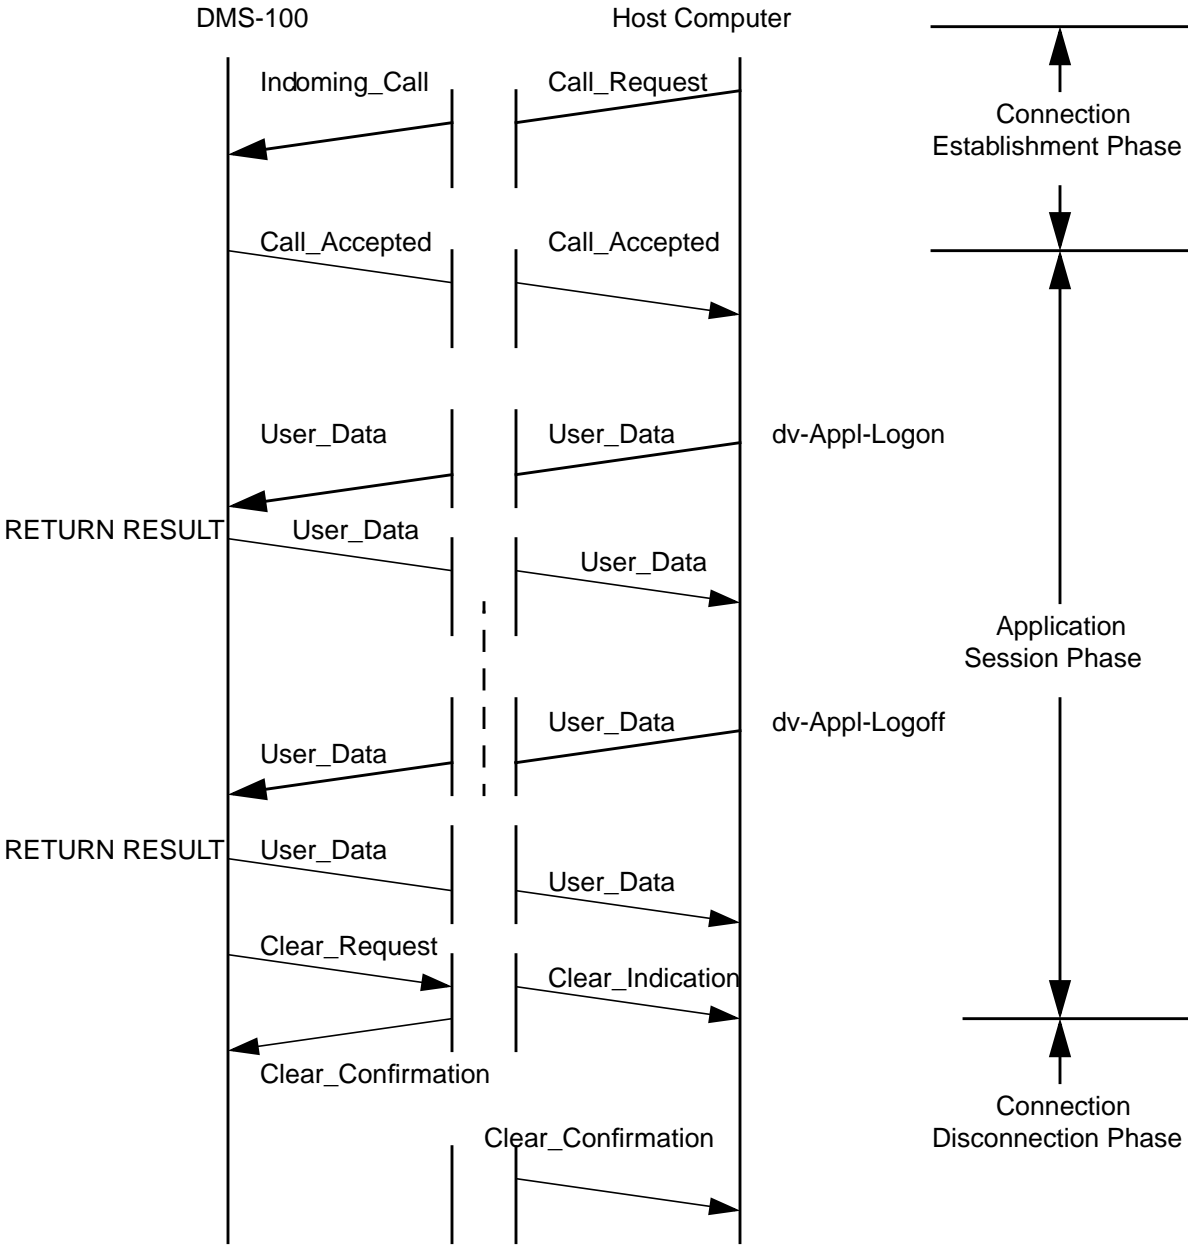 DMS-100
Host Computer
Indoming_Call
Call_Request
Connection
Establishment Phase
Call_Accepted
Call_Accepted
User_Data
User_Data
dv-Appl-Logon
RETURN RESULT
User_Data
User_Data
Application
Session Phase
User_Data
dv-Appl-Logoff
User_Data
RETURN RESULT
User_Data
User_Data
Clear_Request
Clear_Indication
Clear_Confirmation
Connection
Disconnection Phase
Clear_Confirmation